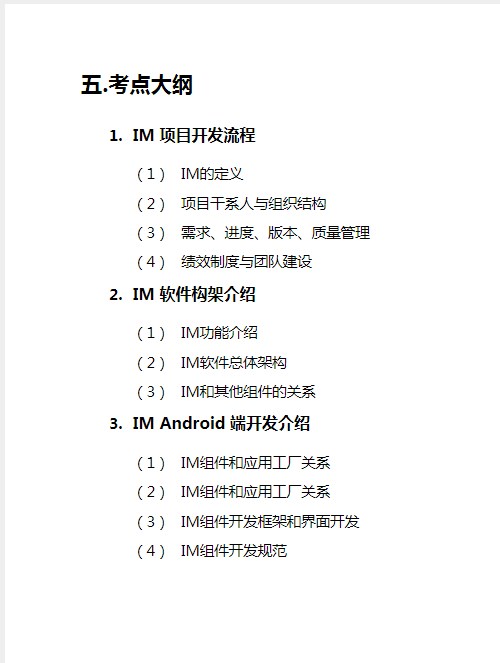 五.考点大纲
1. IM 项目开发流程
（1） IM的定义
（2） 项目干系人与组织结构
（3） 需求、进度、版本、质量管理
（4） 绩效制度与团队建设
2. IM 软件构架介绍
（1） IM功能介绍
（2） IM软件总体架构
（3） IM和其他组件的关系
3. IM Android 端开发介绍
（1） IM组件和应用工厂关系
（2） IM组件和应用工厂关系
（3） IM组件开发框架和界面开发
（4） IM组件开发规范